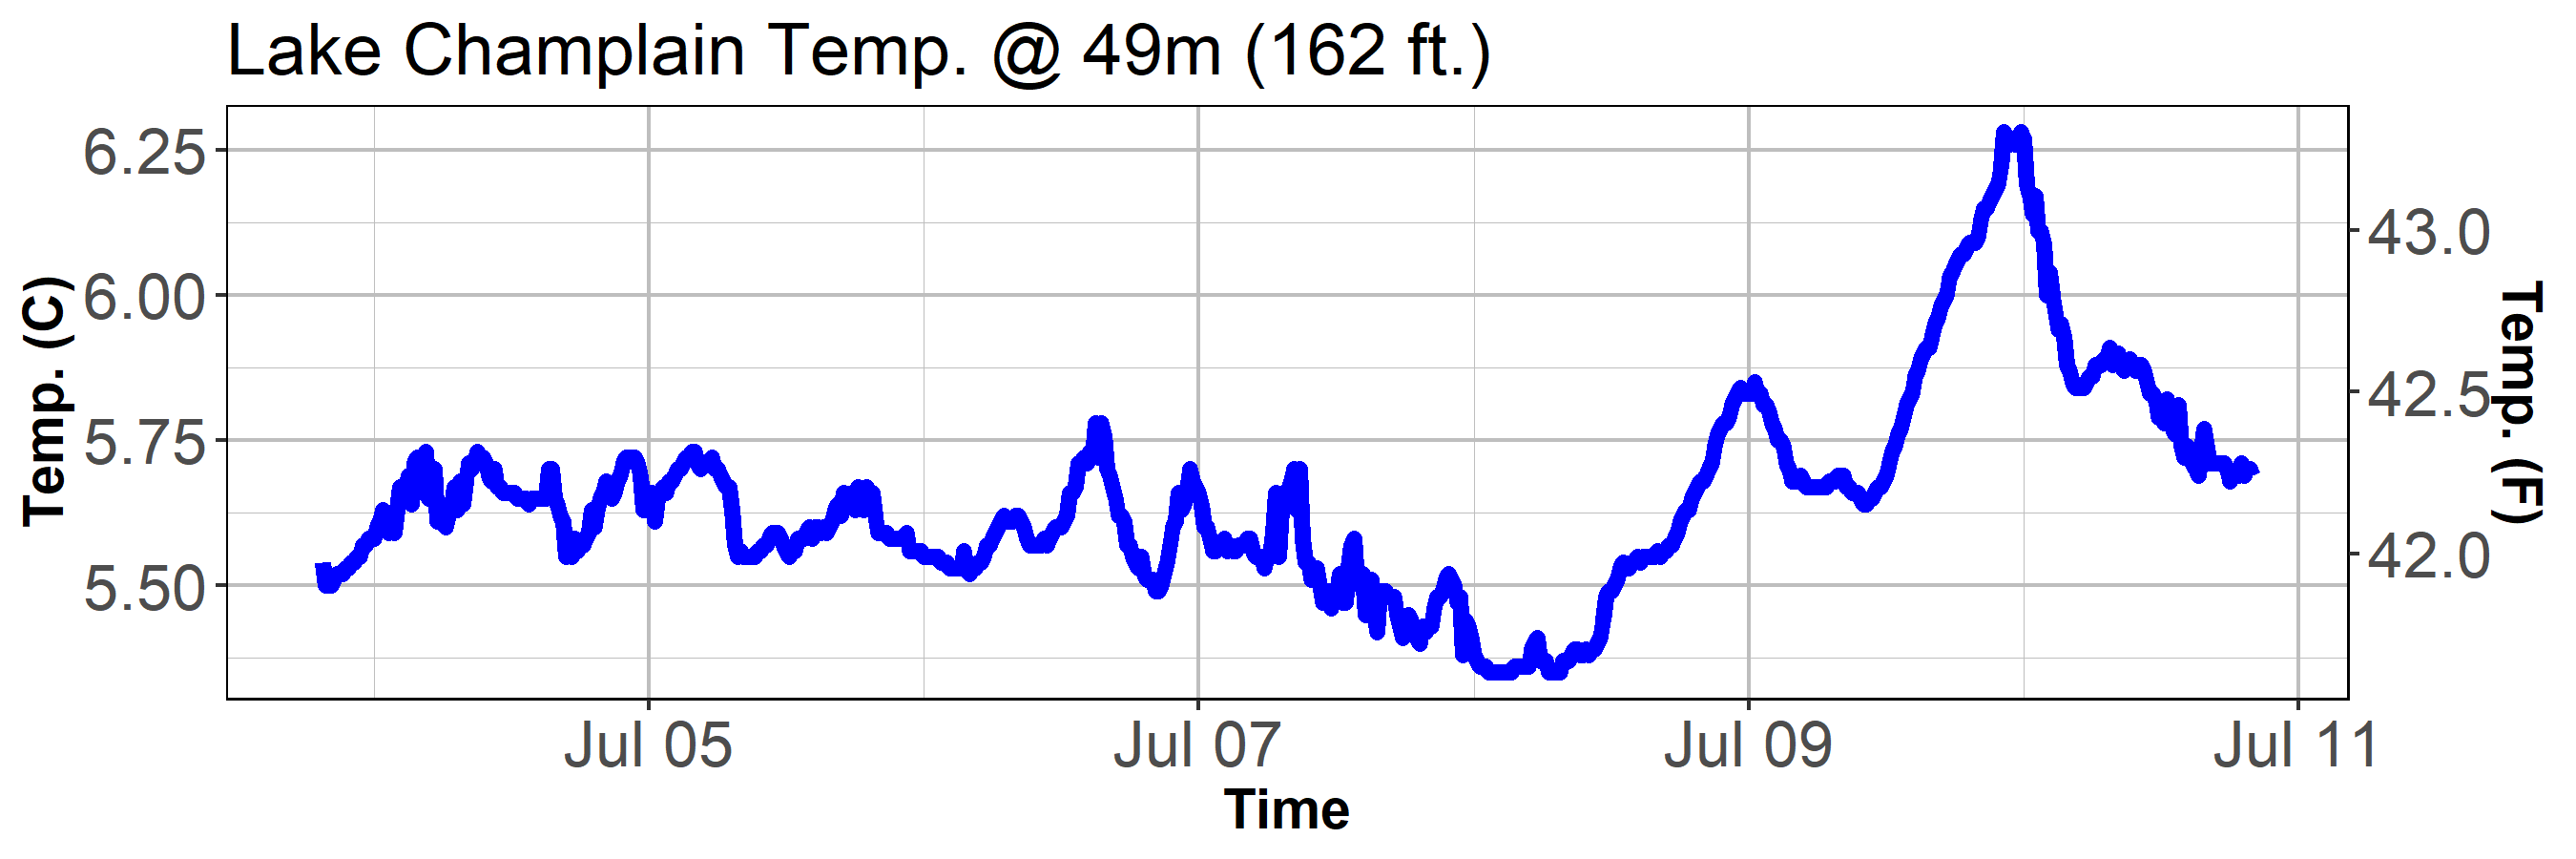 Lake Champlain Temp. @ 49m (162 ft.)
6.25
6.00
5.75
5.50
Temp. (C)
43.0
42.5
42.0
Temp. (F)
Jul 05 Jul 07 Jul 09 Jul 11
Time